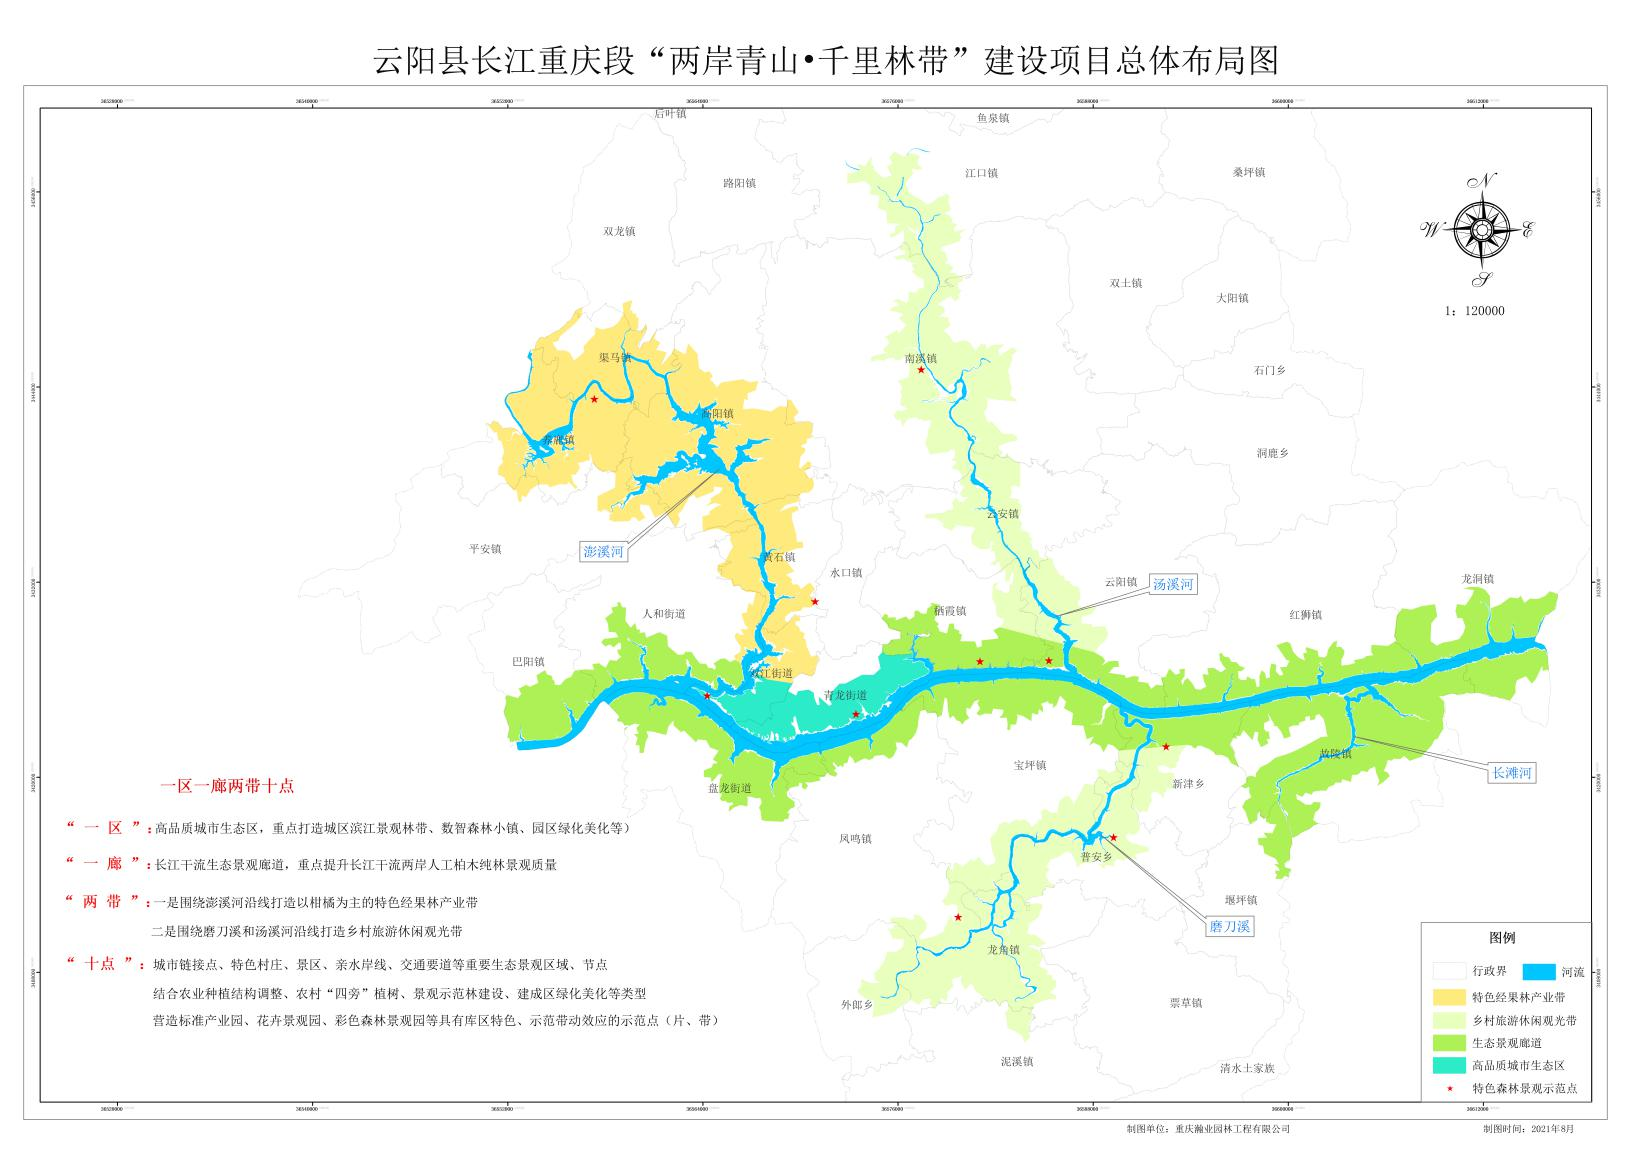 云阳县长江重庆段“两岸青山•千里林带”建设项目总体布局图
36528000 36540000 36552000 36564000 36576000 36588000 36600000 36612000
后叶镇
鱼泉镇
路阳镇
江口镇
桑坪镇
N
W
E
S
双龙镇
双土镇
大阳镇
1：120000
渠马镇
南溪镇
石门乡
高阳镇
养鹿镇
洞鹿乡
云安镇
平安镇
澎溪河
黄石镇
水口镇
云阳镇
汤溪河
龙洞镇
人和街道
栖霞镇
红狮镇
巴阳镇
双江街道
青龙街道
故陵镇
宝坪镇
长滩河
新津乡
盘龙街道
一区一廊两带十点
“ 一 区 ”：高品质城市生态区，重点打造城区滨江景观林带、数智森林小镇、园区绿化美化等）
凤鸣镇
普安乡
“ 一 廊 ”：长江干流生态景观廊道，重点提升长江干流两岸人工柏木纯林景观质量
“ 两 带 ”：一是围绕澎溪河沿线打造以柑橘为主的特色经果林产业带
堰坪镇
二是围绕磨刀溪和汤溪河沿线打造乡村旅游休闲观光带
磨刀溪
龙角镇
“ 十点 ”：城市链接点、特色村庄、景区、亲水岸线、交通要道等重要生态景观区域、节点
结合农业种植结构调整、农村“四旁”植树、景观示范林建设、建成区绿化美化等类型
外郎乡
票草镇
营造标准产业园、花卉景观园、彩色森林景观园等具有库区特色、示范带动效应的示范点（片、带）
泥溪镇
清水土家族
图例
行政界 河流
特色经果林产业带
乡村旅游休闲观光带
生态景观廊道
高品质城市生态区
特色森林景观示范点
36528000 36540000 36552000 36564000 36576000 36588000 36600000 36612000
制图单位：重庆瀚业园林工程有限公司
制图时间：2021年8月